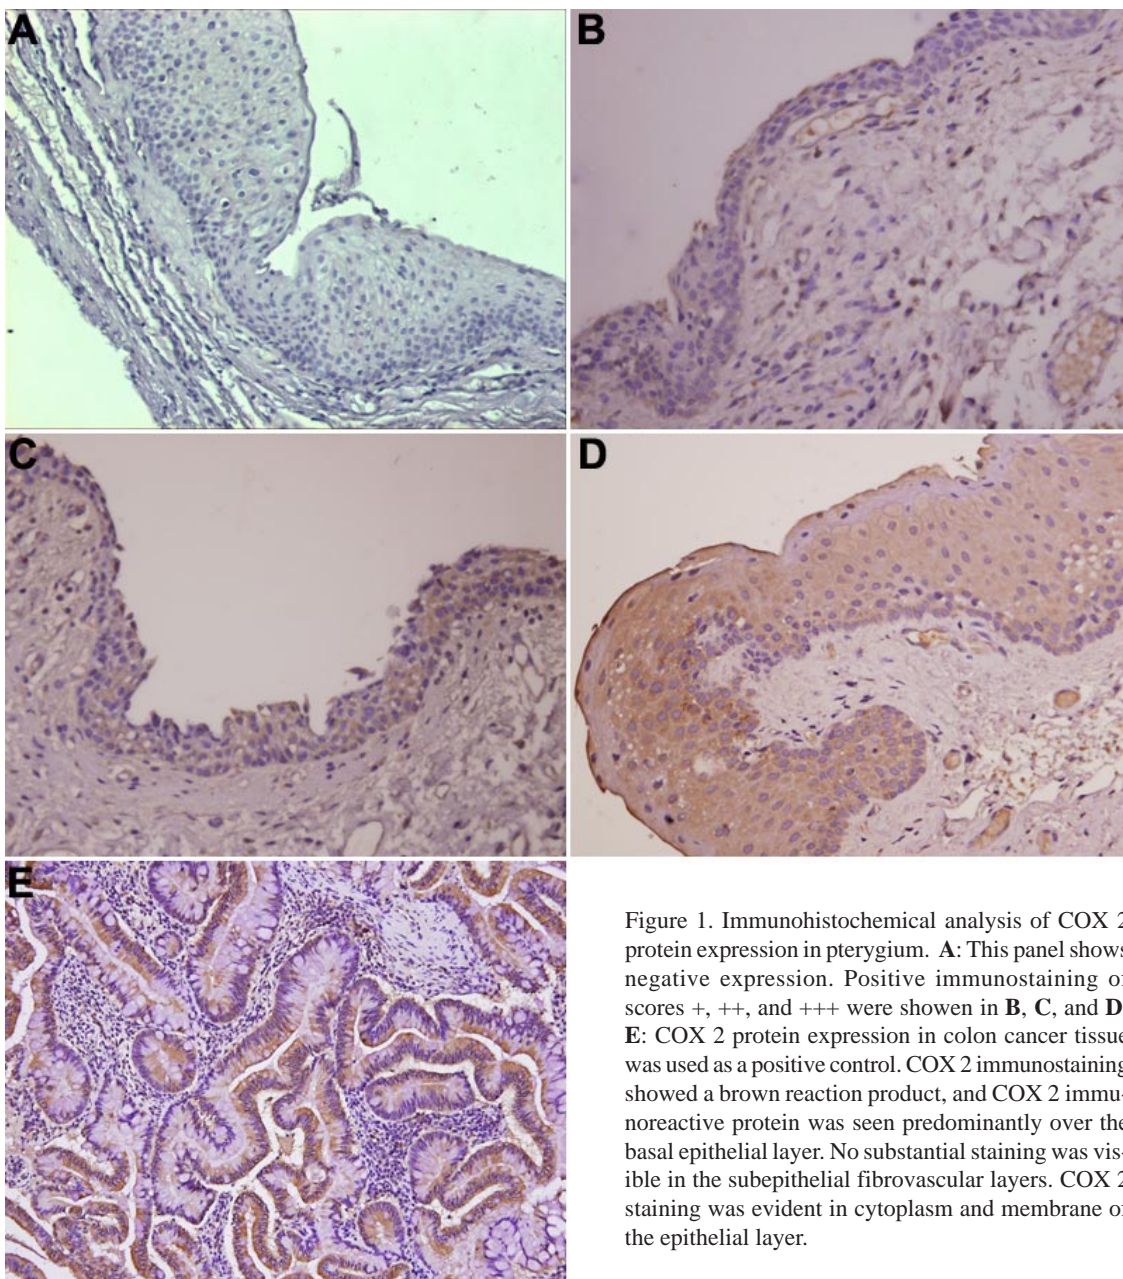 A
B
C
D
E
Figure 1. Immunohistochemical analysis of COX 2
protein expression in pterygium. A: This panel shows
negative expression. Positive immunostaining of
scores +, ++, and +++ were showen in B, C, and D
E: COX 2 protein expression in colon cancer tissue
was used as a positive control. COX 2 immunostaining
showed a brown reaction product, and COX 2 immu-
noreactive protein was seen predominantly over the
basal epithelial layer. No substantial staining was vis-
ible in the subepithelial fibrovascular layers. COX 2
staining was evident in cytoplasm and membrane of
the epithelial layer.